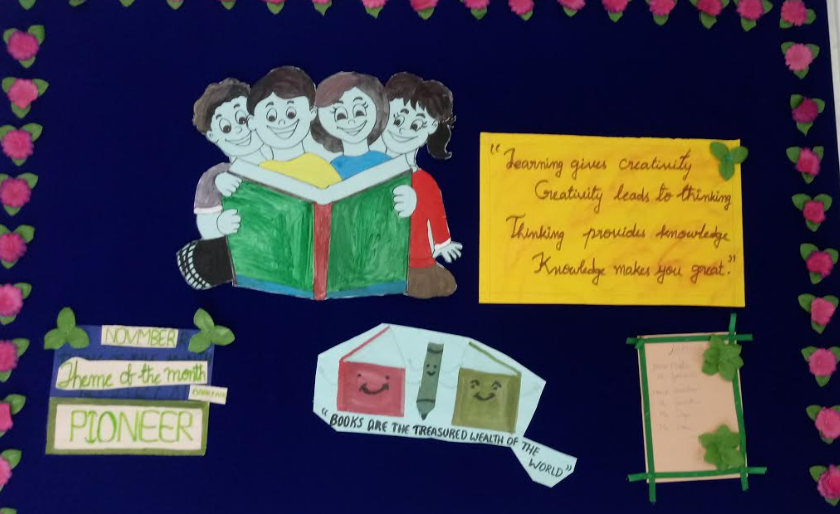 "Learning gives creativity
Creativity leads to thinking
Thinking provides knowledge
Knowledge makes you great."
NOVMBER
Theme of the month
PIONEER
"BOOKS ARE THE TREASURED WEALTH OF THE
WORLD"